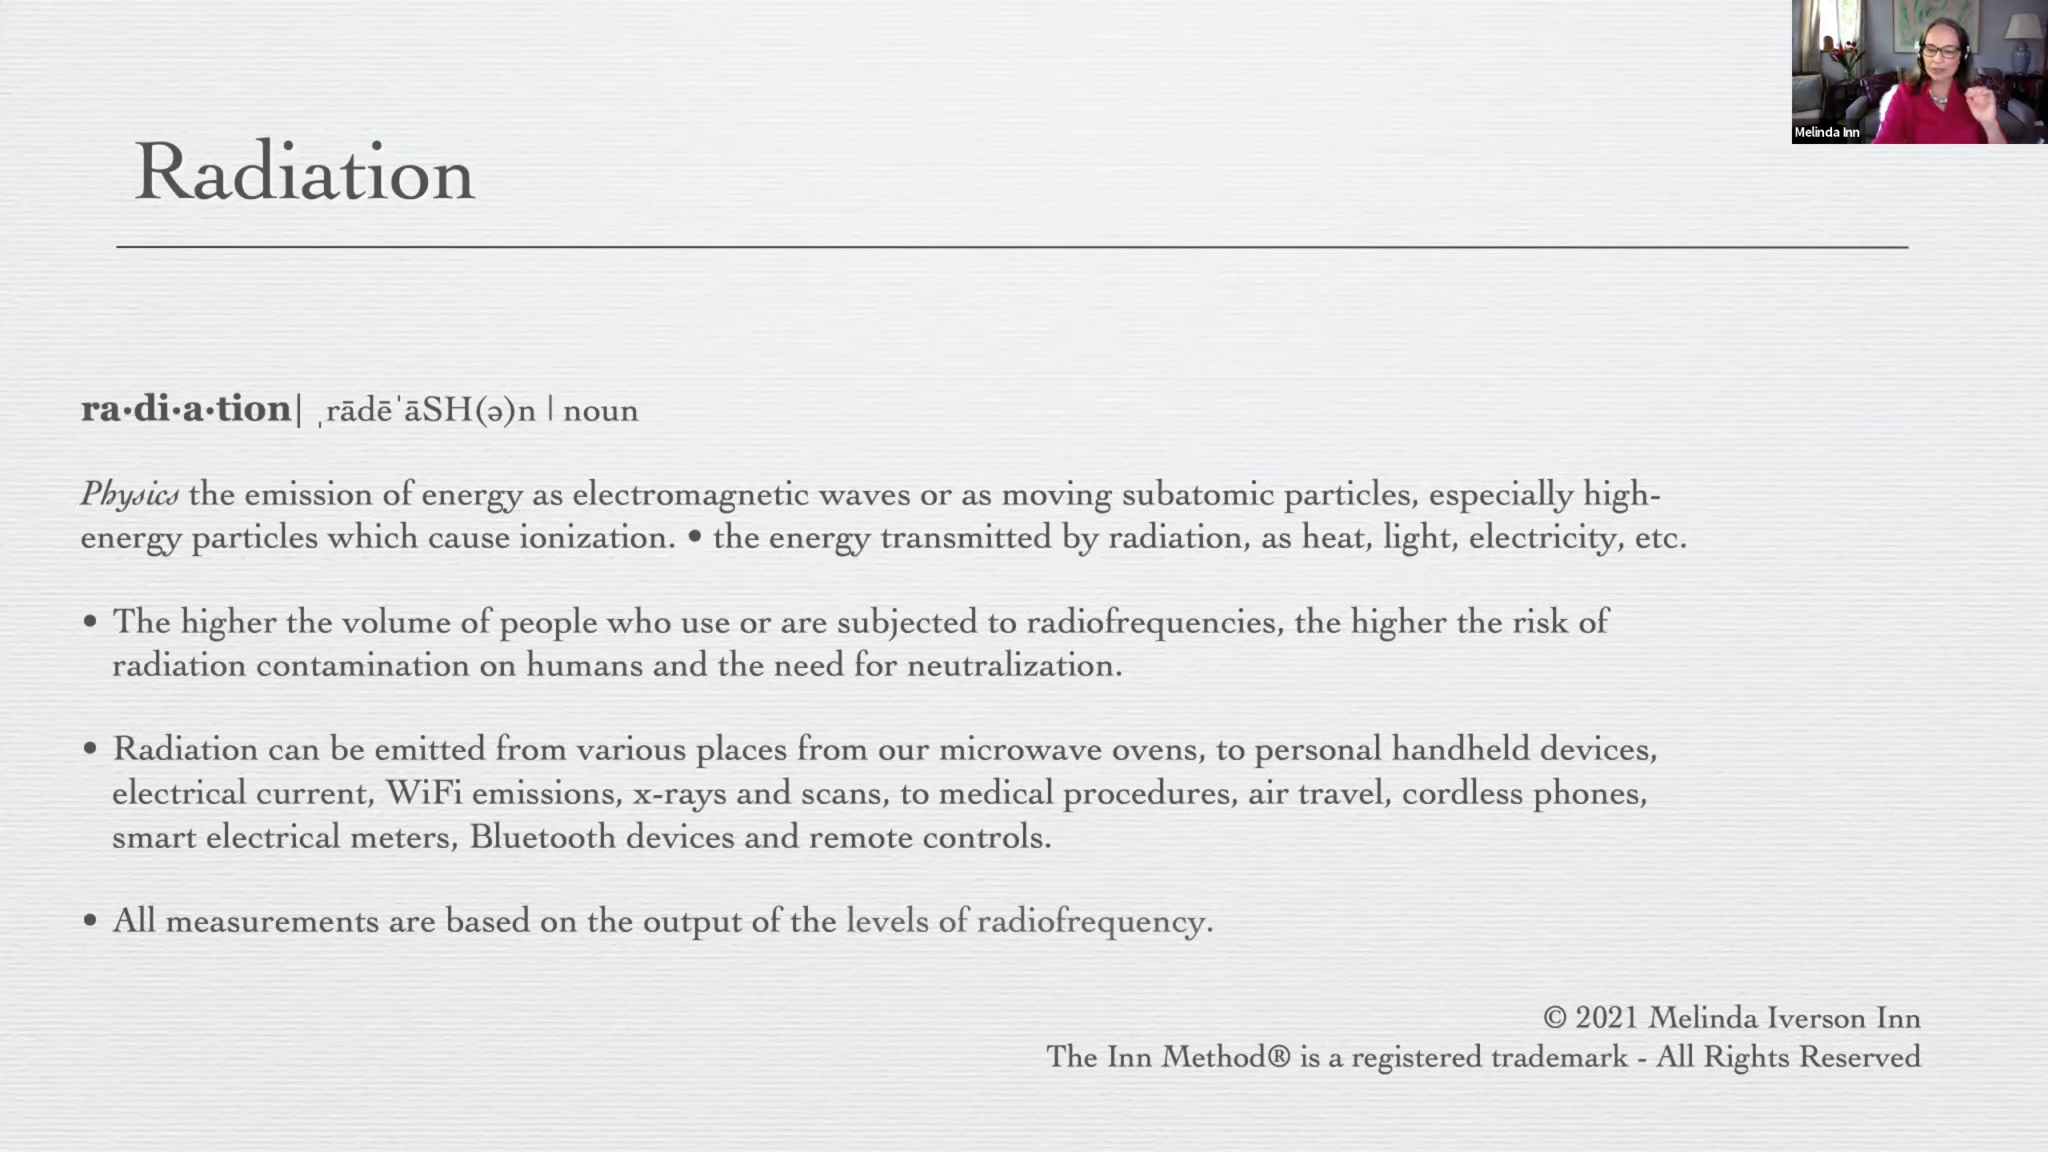 Melinda Inn
Radiation
ra·di·a·tion| ˌrādēˈāSH(ə)n | noun
Physics the emission of energy as electromagnetic waves or as moving subatomic particles, especially high-
energy particles which cause ionization. • the energy transmitted by radiation, as heat, light, electricity, etc.
• The higher the volume of people who use or are subjected to radiofrequencies, the higher the risk of
radiation contamination on humans and the need for neutralization.
• Radiation can be emitted from various places from our microwave ovens, to personal handheld devices,
electrical current, WiFi emissions, x-rays and scans, to medical procedures, air travel, cordless phones,
smart electrical meters, Bluetooth devices and remote controls.
• All measurements are based on the output of the levels of radiofrequency.
© 2021 Melinda Iverson Inn
The Inn Method® is a registered trademark - All Rights Reserved